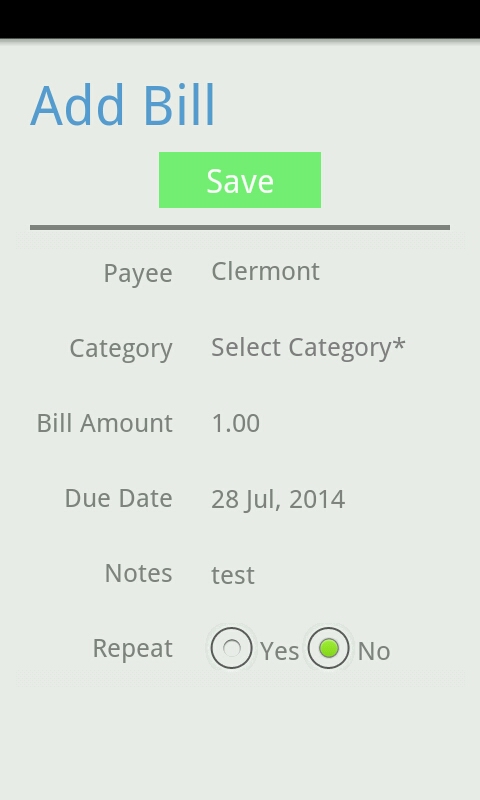 Add Bill
Save
Payee Clermont
Category Select Category*
Bill Amount 1.00
Due Date 28 Jul, 2014
Notes test
Repeat Yes No